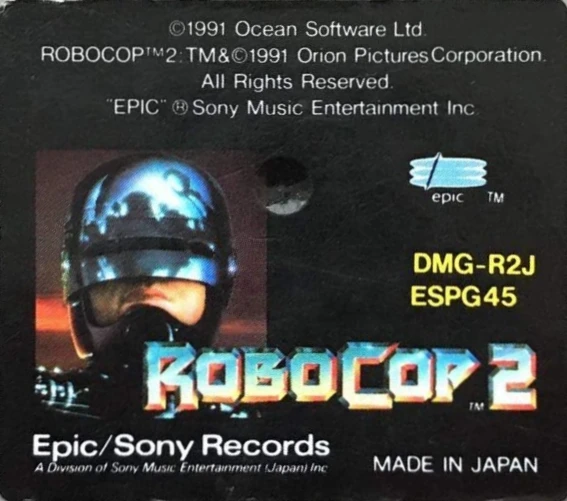 ©1991 Ocean Software Ltd.
ROBOCOP™2: TM&©1991 Orion Pictures Corporation.
All Rights Reserved.
"EPIC" ® Sony Music Entertainment Inc.
epic TM
DMG-R2J
ESPG45
ROBOCOP 2
TM
Epic/Sony Records
A Division of Sony Music Entertainment (Japan) Inc
MADE IN JAPAN